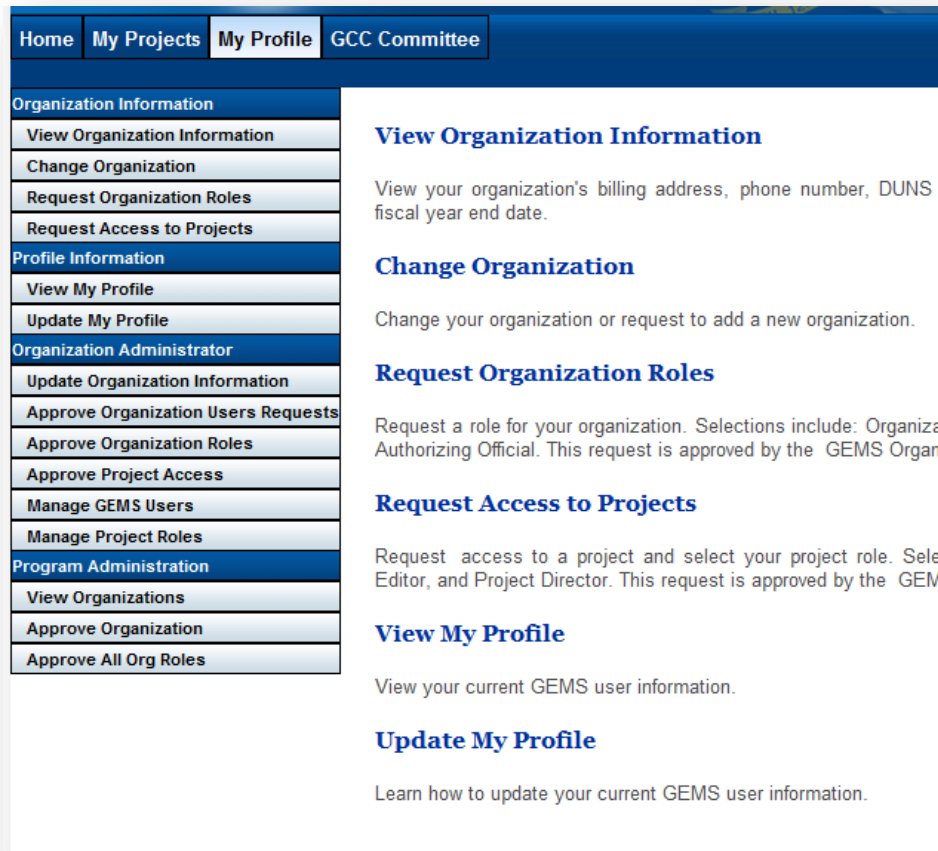 Home My Projects My Profile GCC Committee
Organization Information
View Organization Information
Change Organization
Request Organization Roles
Request Access to Projects
Profile Information
View My Profile
Update My Profile
Organization Administrator
Update Organization Information
Approve Organization Users Requests
Approve Organization Roles
Approve Project Access
Manage GEMS Users
Manage Project Roles
Program Administration
View Organizations
Approve Organization
Approve All Org Roles
View Organization Information
View your organization's billing address, phone number, DUNS
fiscal year end date.
Change Organization
Change your organization or request to add a new organization.
Request Organization Roles
Request a role for your organization. Selections include:
Authorizing Official. This request is approved by the GEMS
Request Access to Projects
Request access to a project and select your project role.
Editor, and Project Director. This request is approved by the
View My Profile
View your current GEMS user information.
Update My Profile
Learn how to update your current GEMS user information.